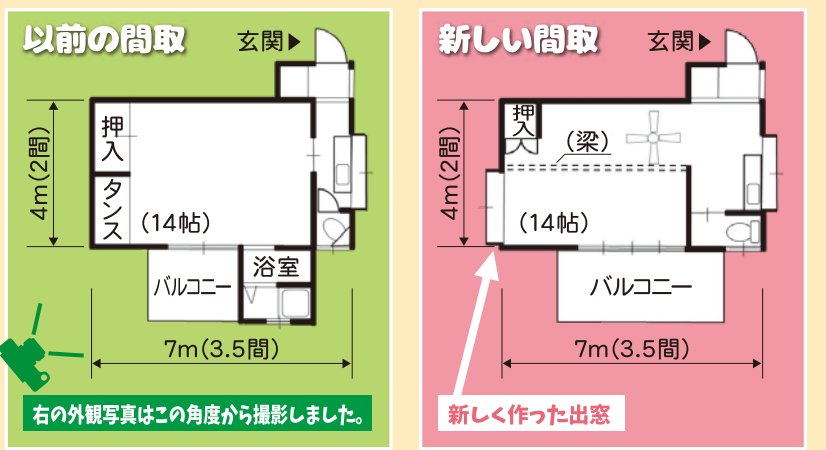 以前の間取
玄関▶
押入
タンス
4m(2間)
(14帖)
バルコニー
浴室
7m(3.5間)
右の外観写真はこの角度から撮影しました。
新しい間取
玄関▶
押入
(梁)
4m(2間)
(14帖)
バルコニー
7m(3.5間)
新しく作った出窓